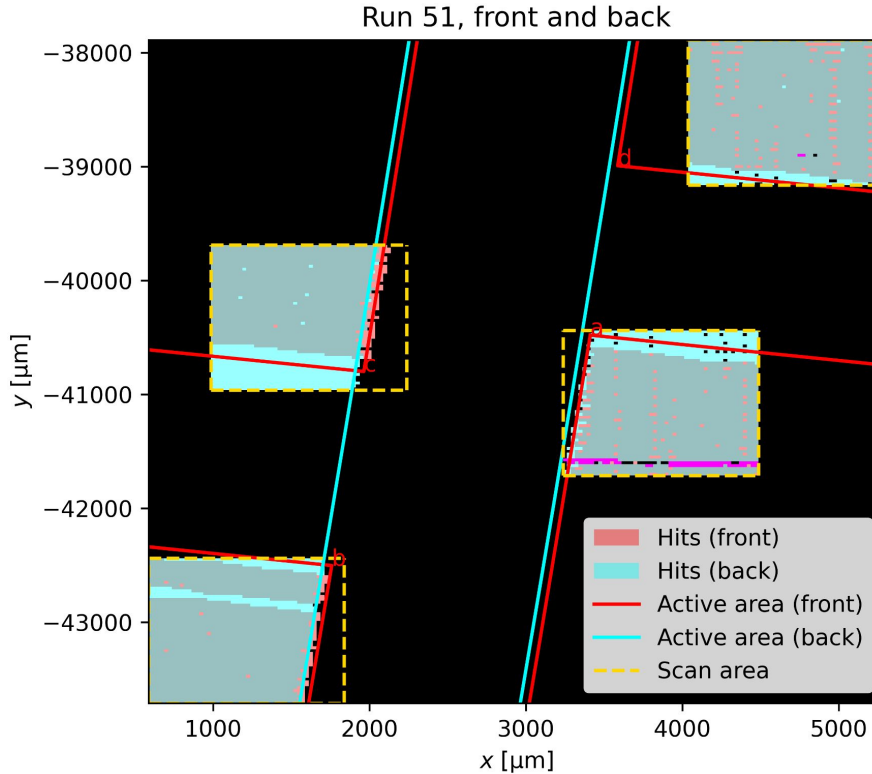 Run 51, front and back
−38000
−39000
−40000
−41000
−42000
−43000
y [µm]
d
c
a
b
Hits (front)
Hits (back)
Active area (front)
Active area (back)
Scan area
1000
2000
3000
4000
5000
x [µm]